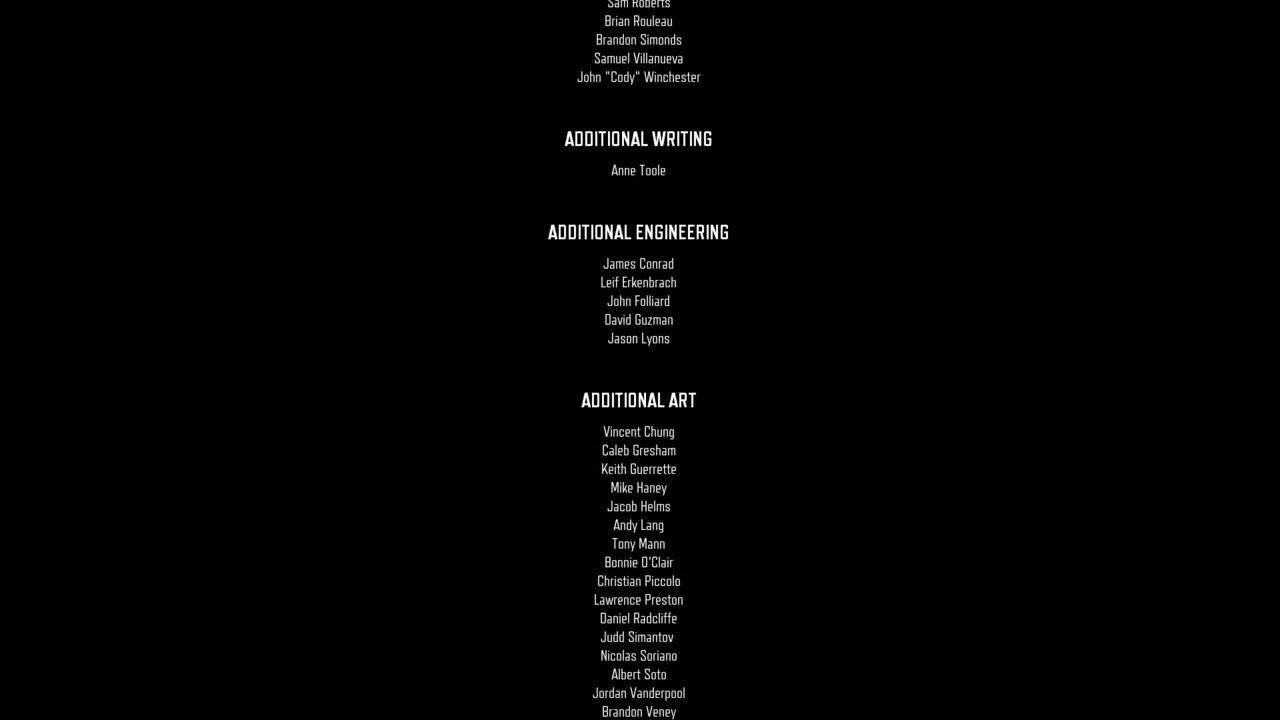 Sam Roberts
Brian Rouleau
Brandon Simonds
Samuel Villanueva
John "Cody" Winchester
ADDITIONAL WRITING
Anne Toole
ADDITIONAL ENGINEERING
James Conrad
Leif Erkenbrach
John Folliard
David Guzman
Jason Lyons
ADDITIONAL ART
Vincent Chung
Caleb Gresham
Keith Guerrette
Mike Haney
Jacob Helms
Andy Lang
Tony Mann
Bonnie O'Clair
Christian Piccolo
Lawrence Preston
Daniel Radcliffe
Judd Simantov
Nicolas Soriano
Albert Soto
Jordan Vanderpool
Brandon Veney